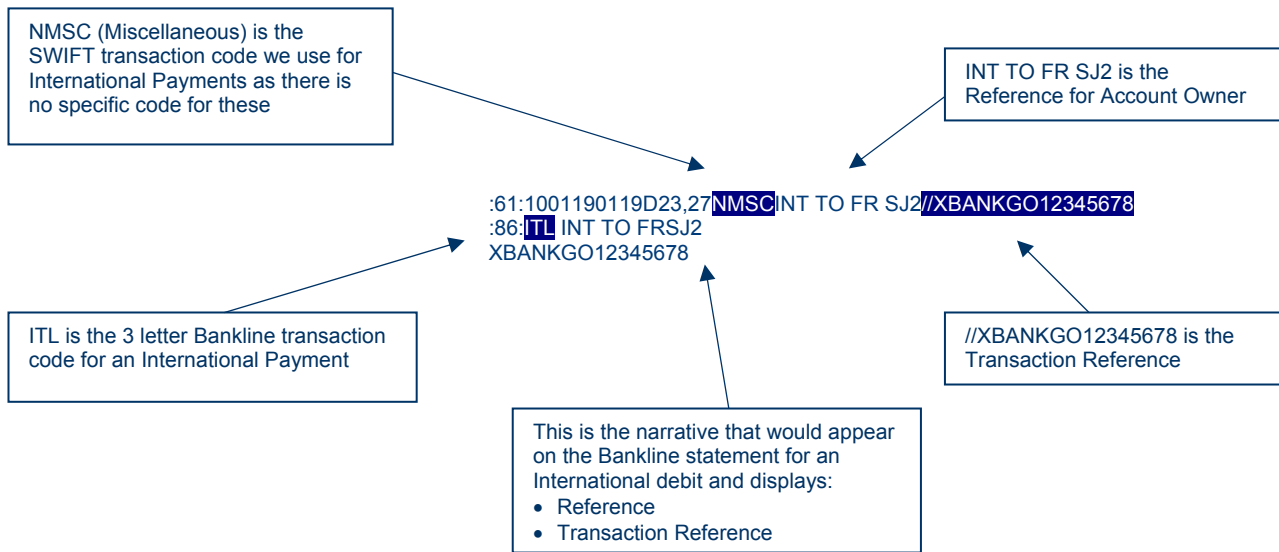 NMSC (Miscellaneous) is the
SWIFT transaction code we use for
International Payments as there is
no specific code for these
INT TO FR SJ2 is the
Reference for Account Owner
:61:1001190119D23,27NMSCINT TO FR SJ2//XBANKGO12345678
:86:ITL INT TO FRSJ2
XBANKGO12345678
ITL is the 3 letter Bankline transaction
code for an International Payment
//XBANKGO12345678 is the
Transaction Reference
This is the narrative that would appear
on the Bankline statement for an
International debit and displays:
• Reference
• Transaction Reference